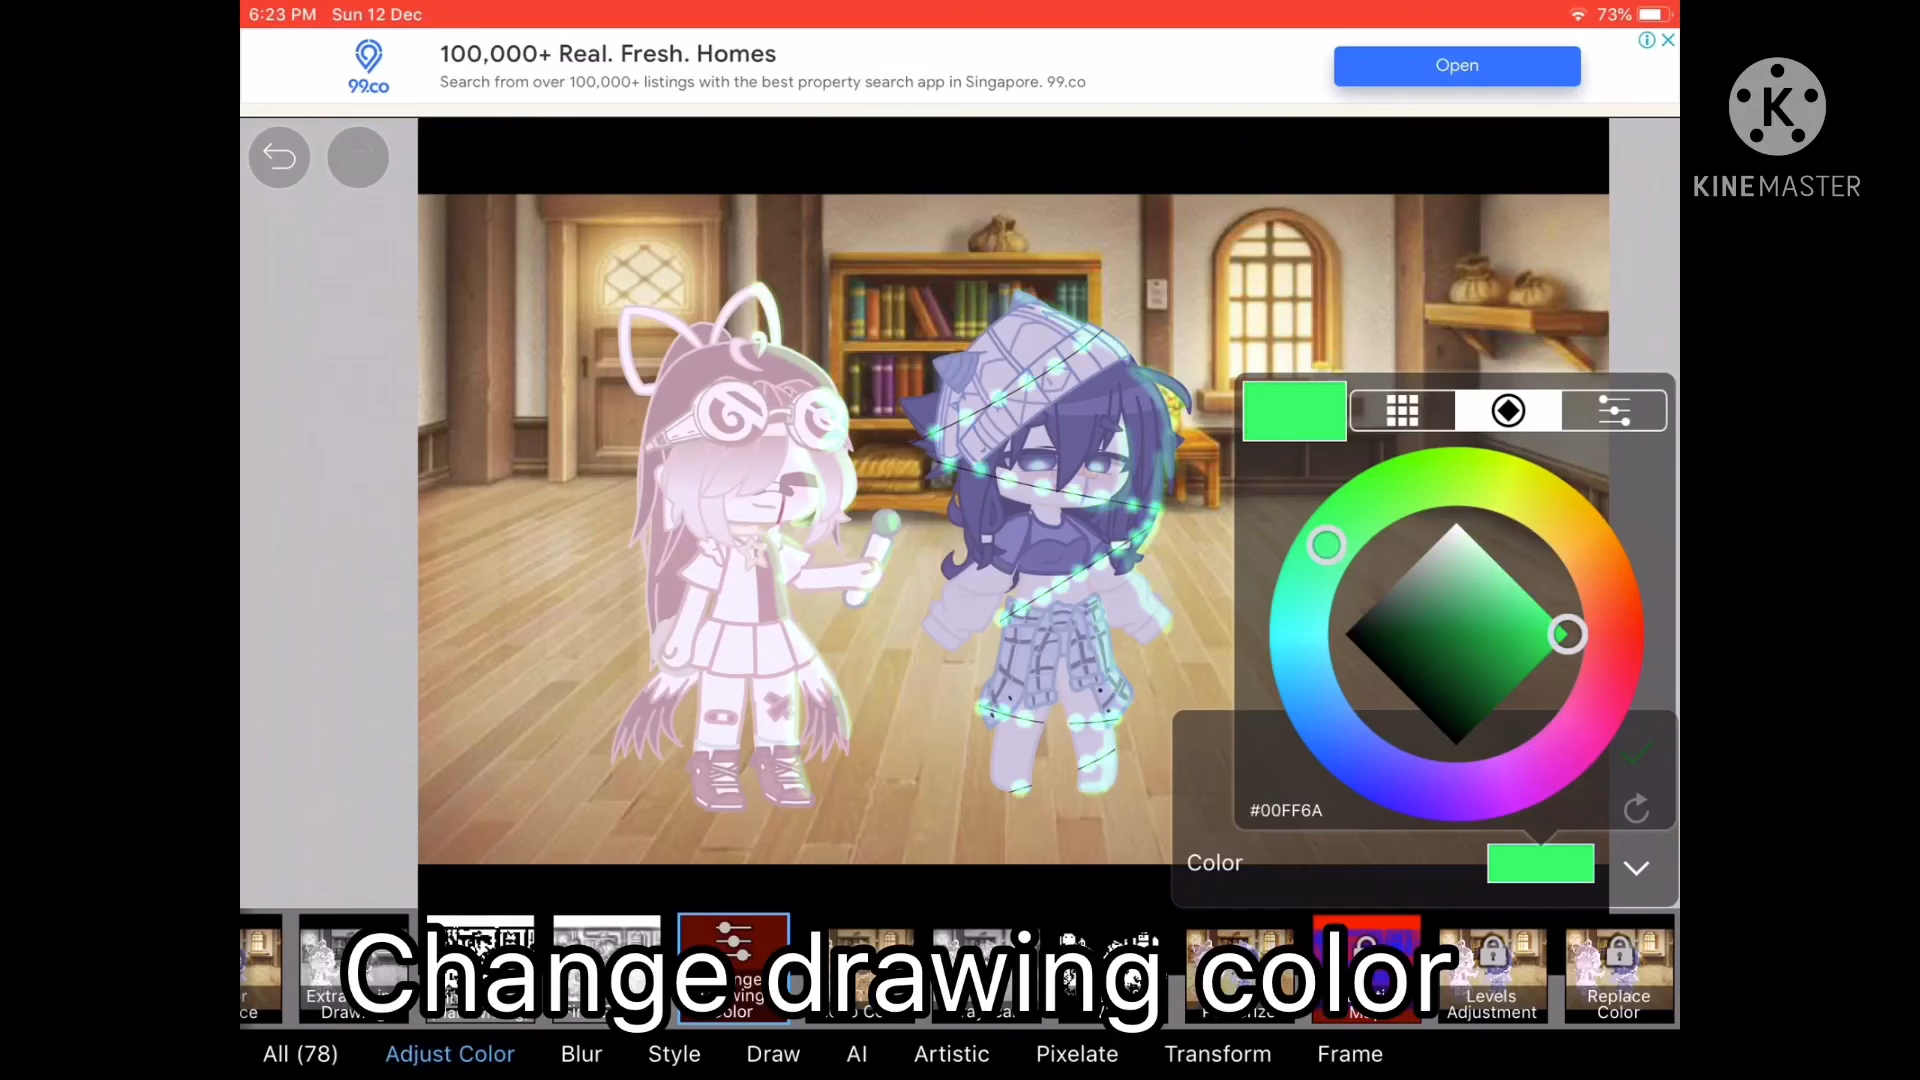 6:23 PM Sun 12 Dec
73%
100,000+ Real. Fresh. Homes
Search from over 100,000+ listings with the best property search app in Singapore. 99.co
99.co
Open
KINEMASTER
#00FF6A
Color
Change drawing color
Drawing
Color
Levels
Adjustment
Replace
Color
All (78) Adjust Color Blur Style Draw AI Artistic Pixelate Transform Frame